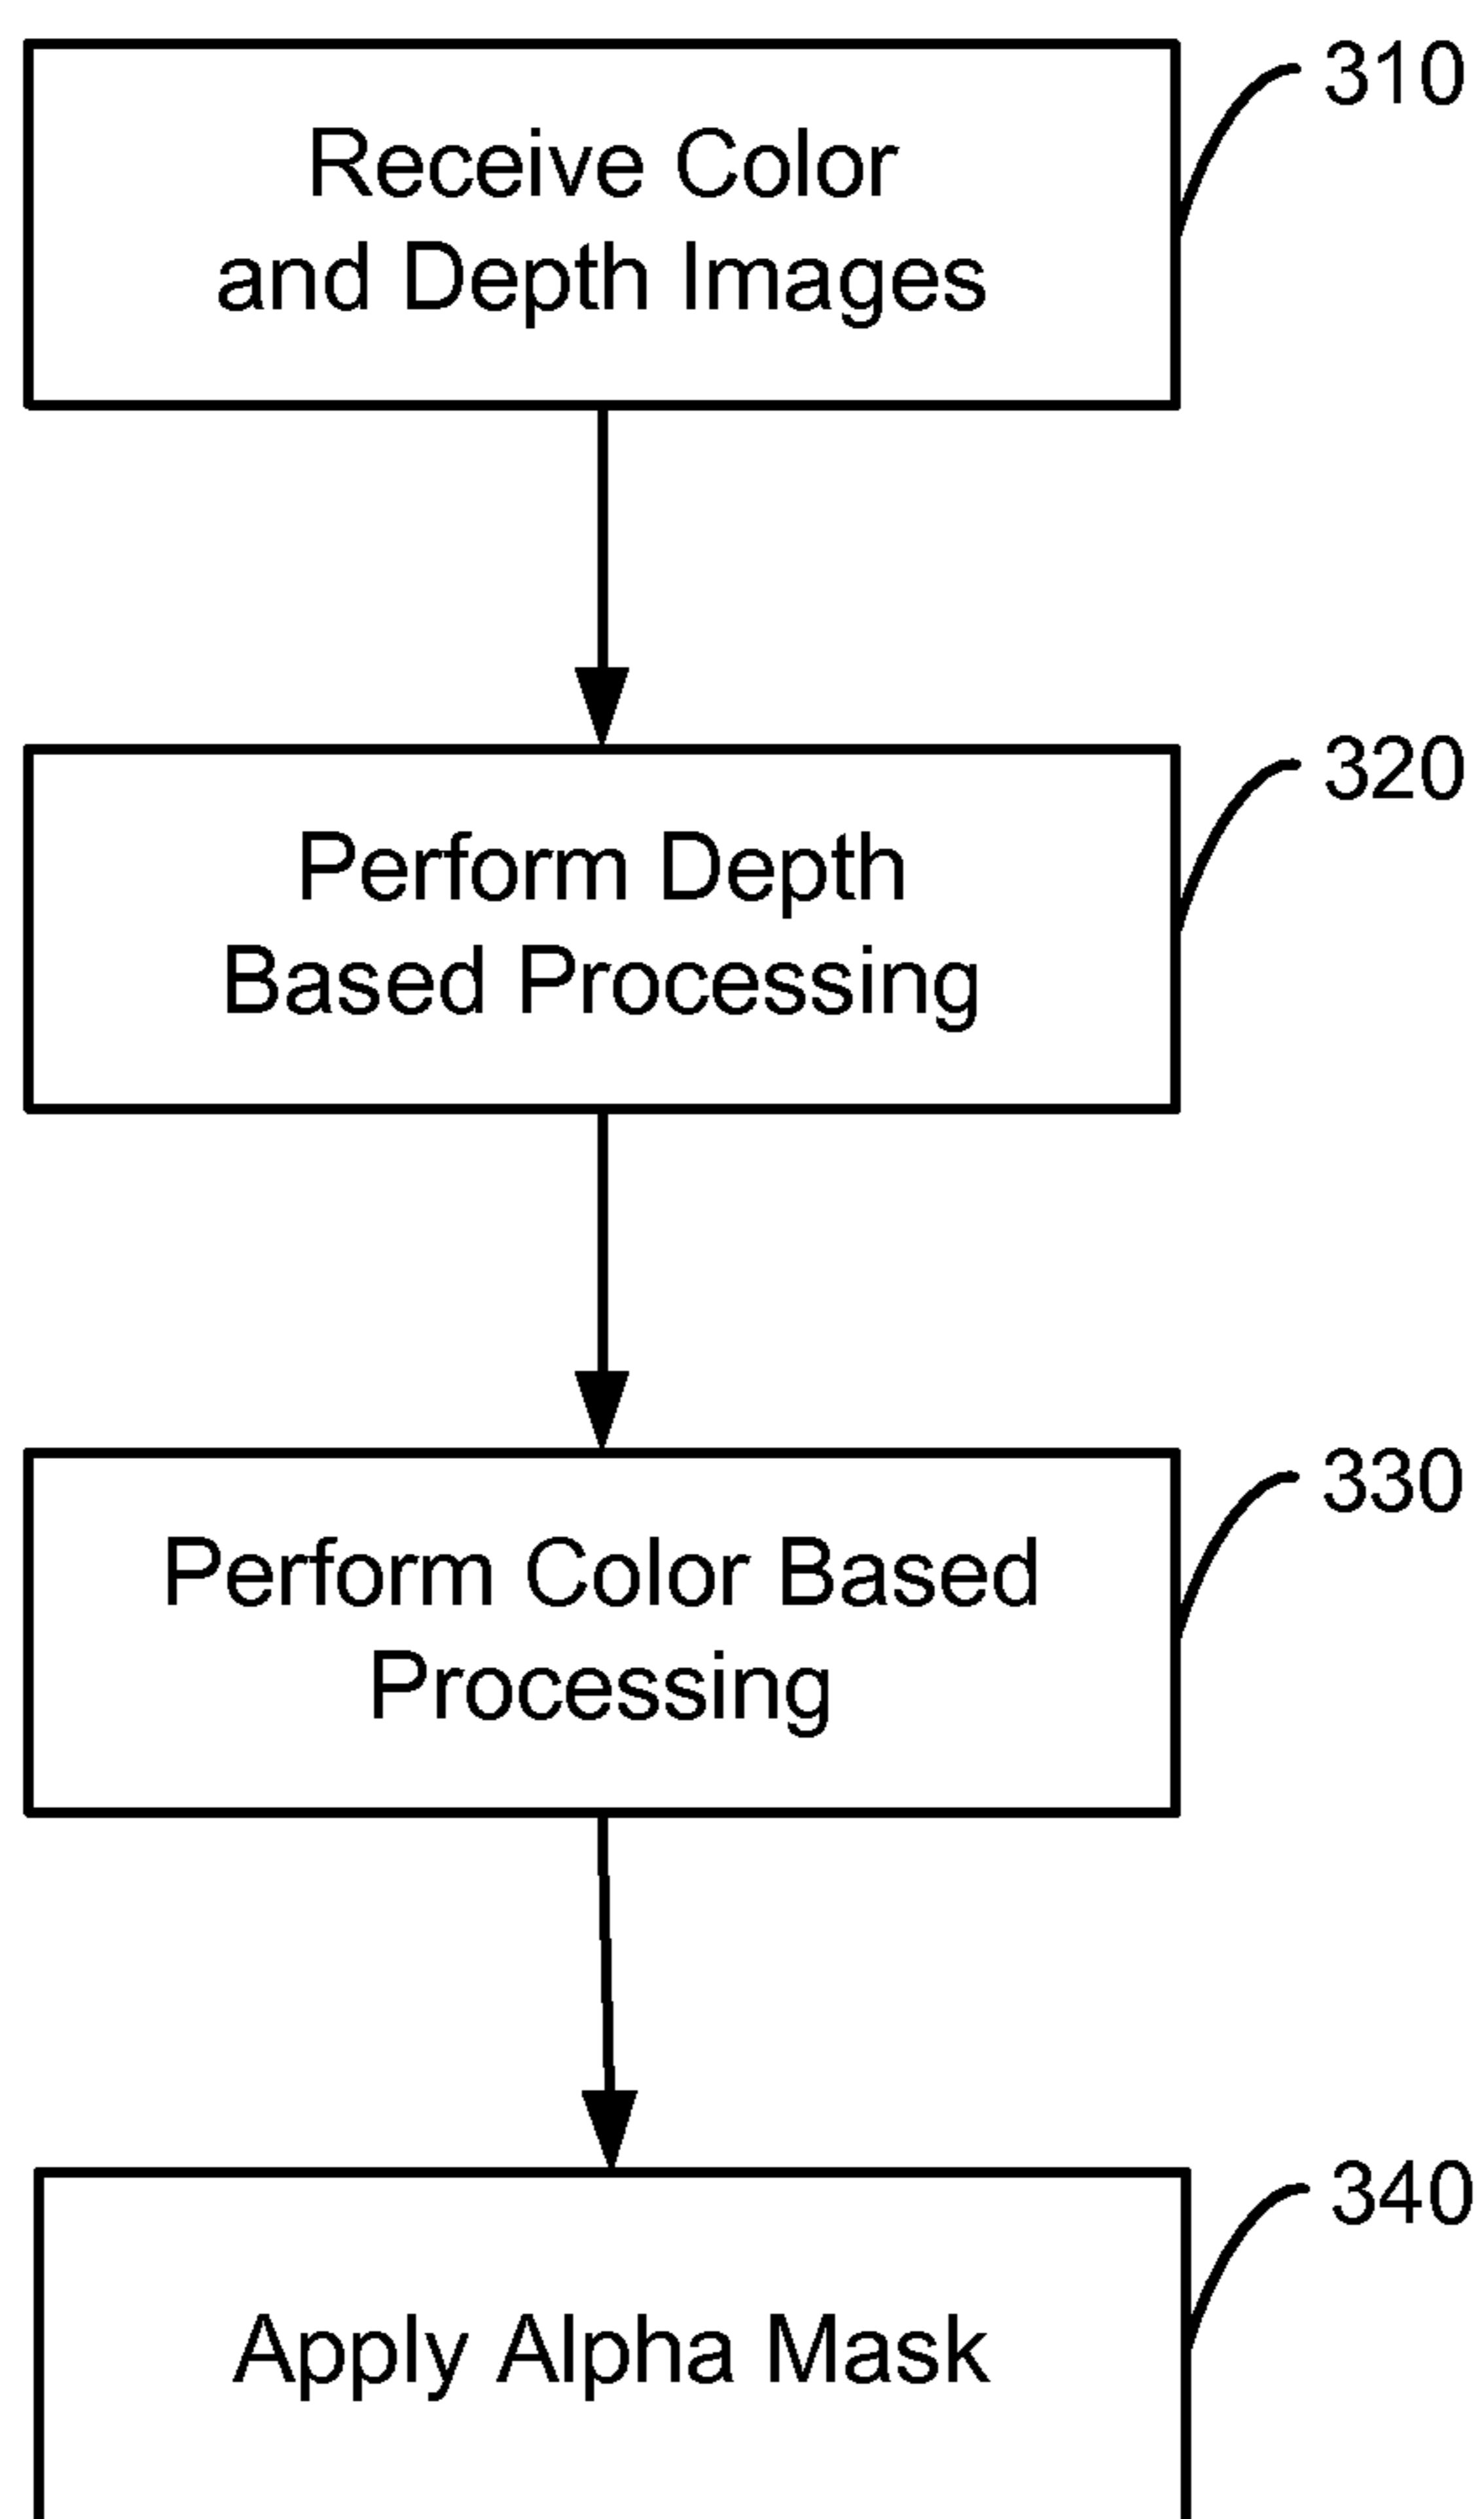 310
Receive Color
and Depth Images
320
Perform Depth
Based Processing
330
Perform Color Based
Processing
340
Apply Alpha Mask